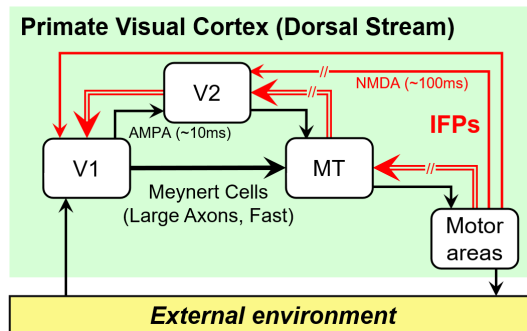 Primate Visual Cortex (Dorsal Stream)
V2
NMDA (~100ms)
AMPA (~10ms)
IFPs
V1
MT
Meynert Cells
(Large Axons, Fast)
Motor
areas
External environment